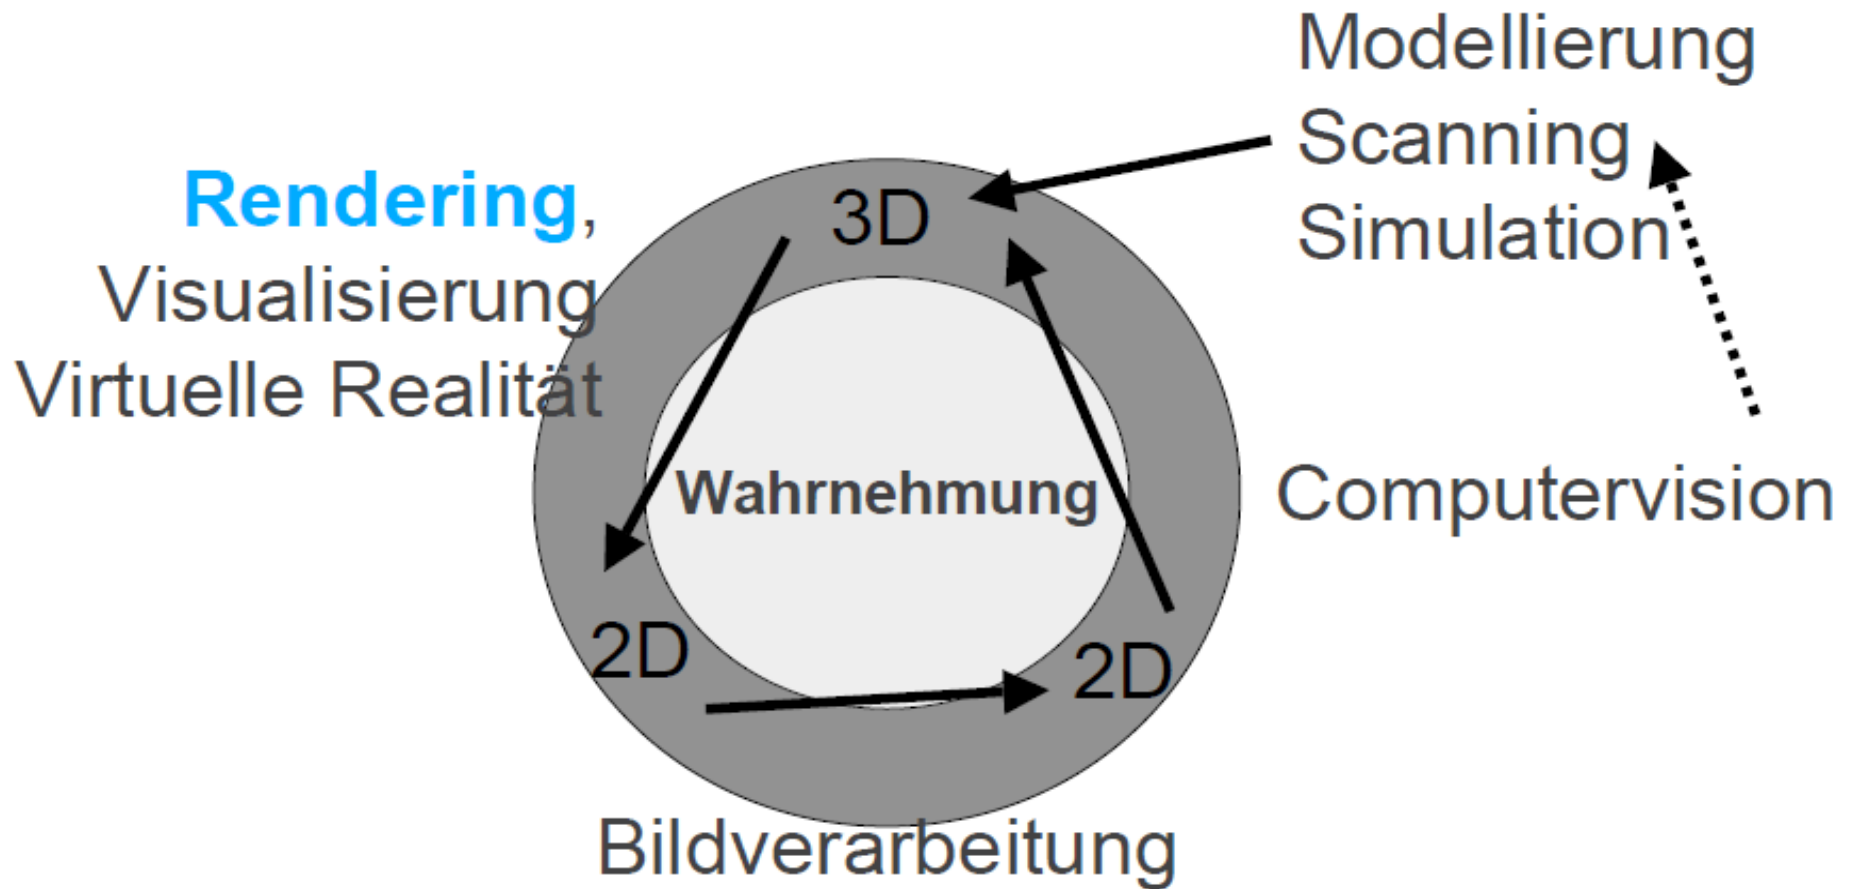 Modellierung
Scanning
Simulation
Rendering,
Visualisierung
Virtuelle Realität
3D
Wahrnehmung
Computervision
2D
2D
Bildverarbeitung